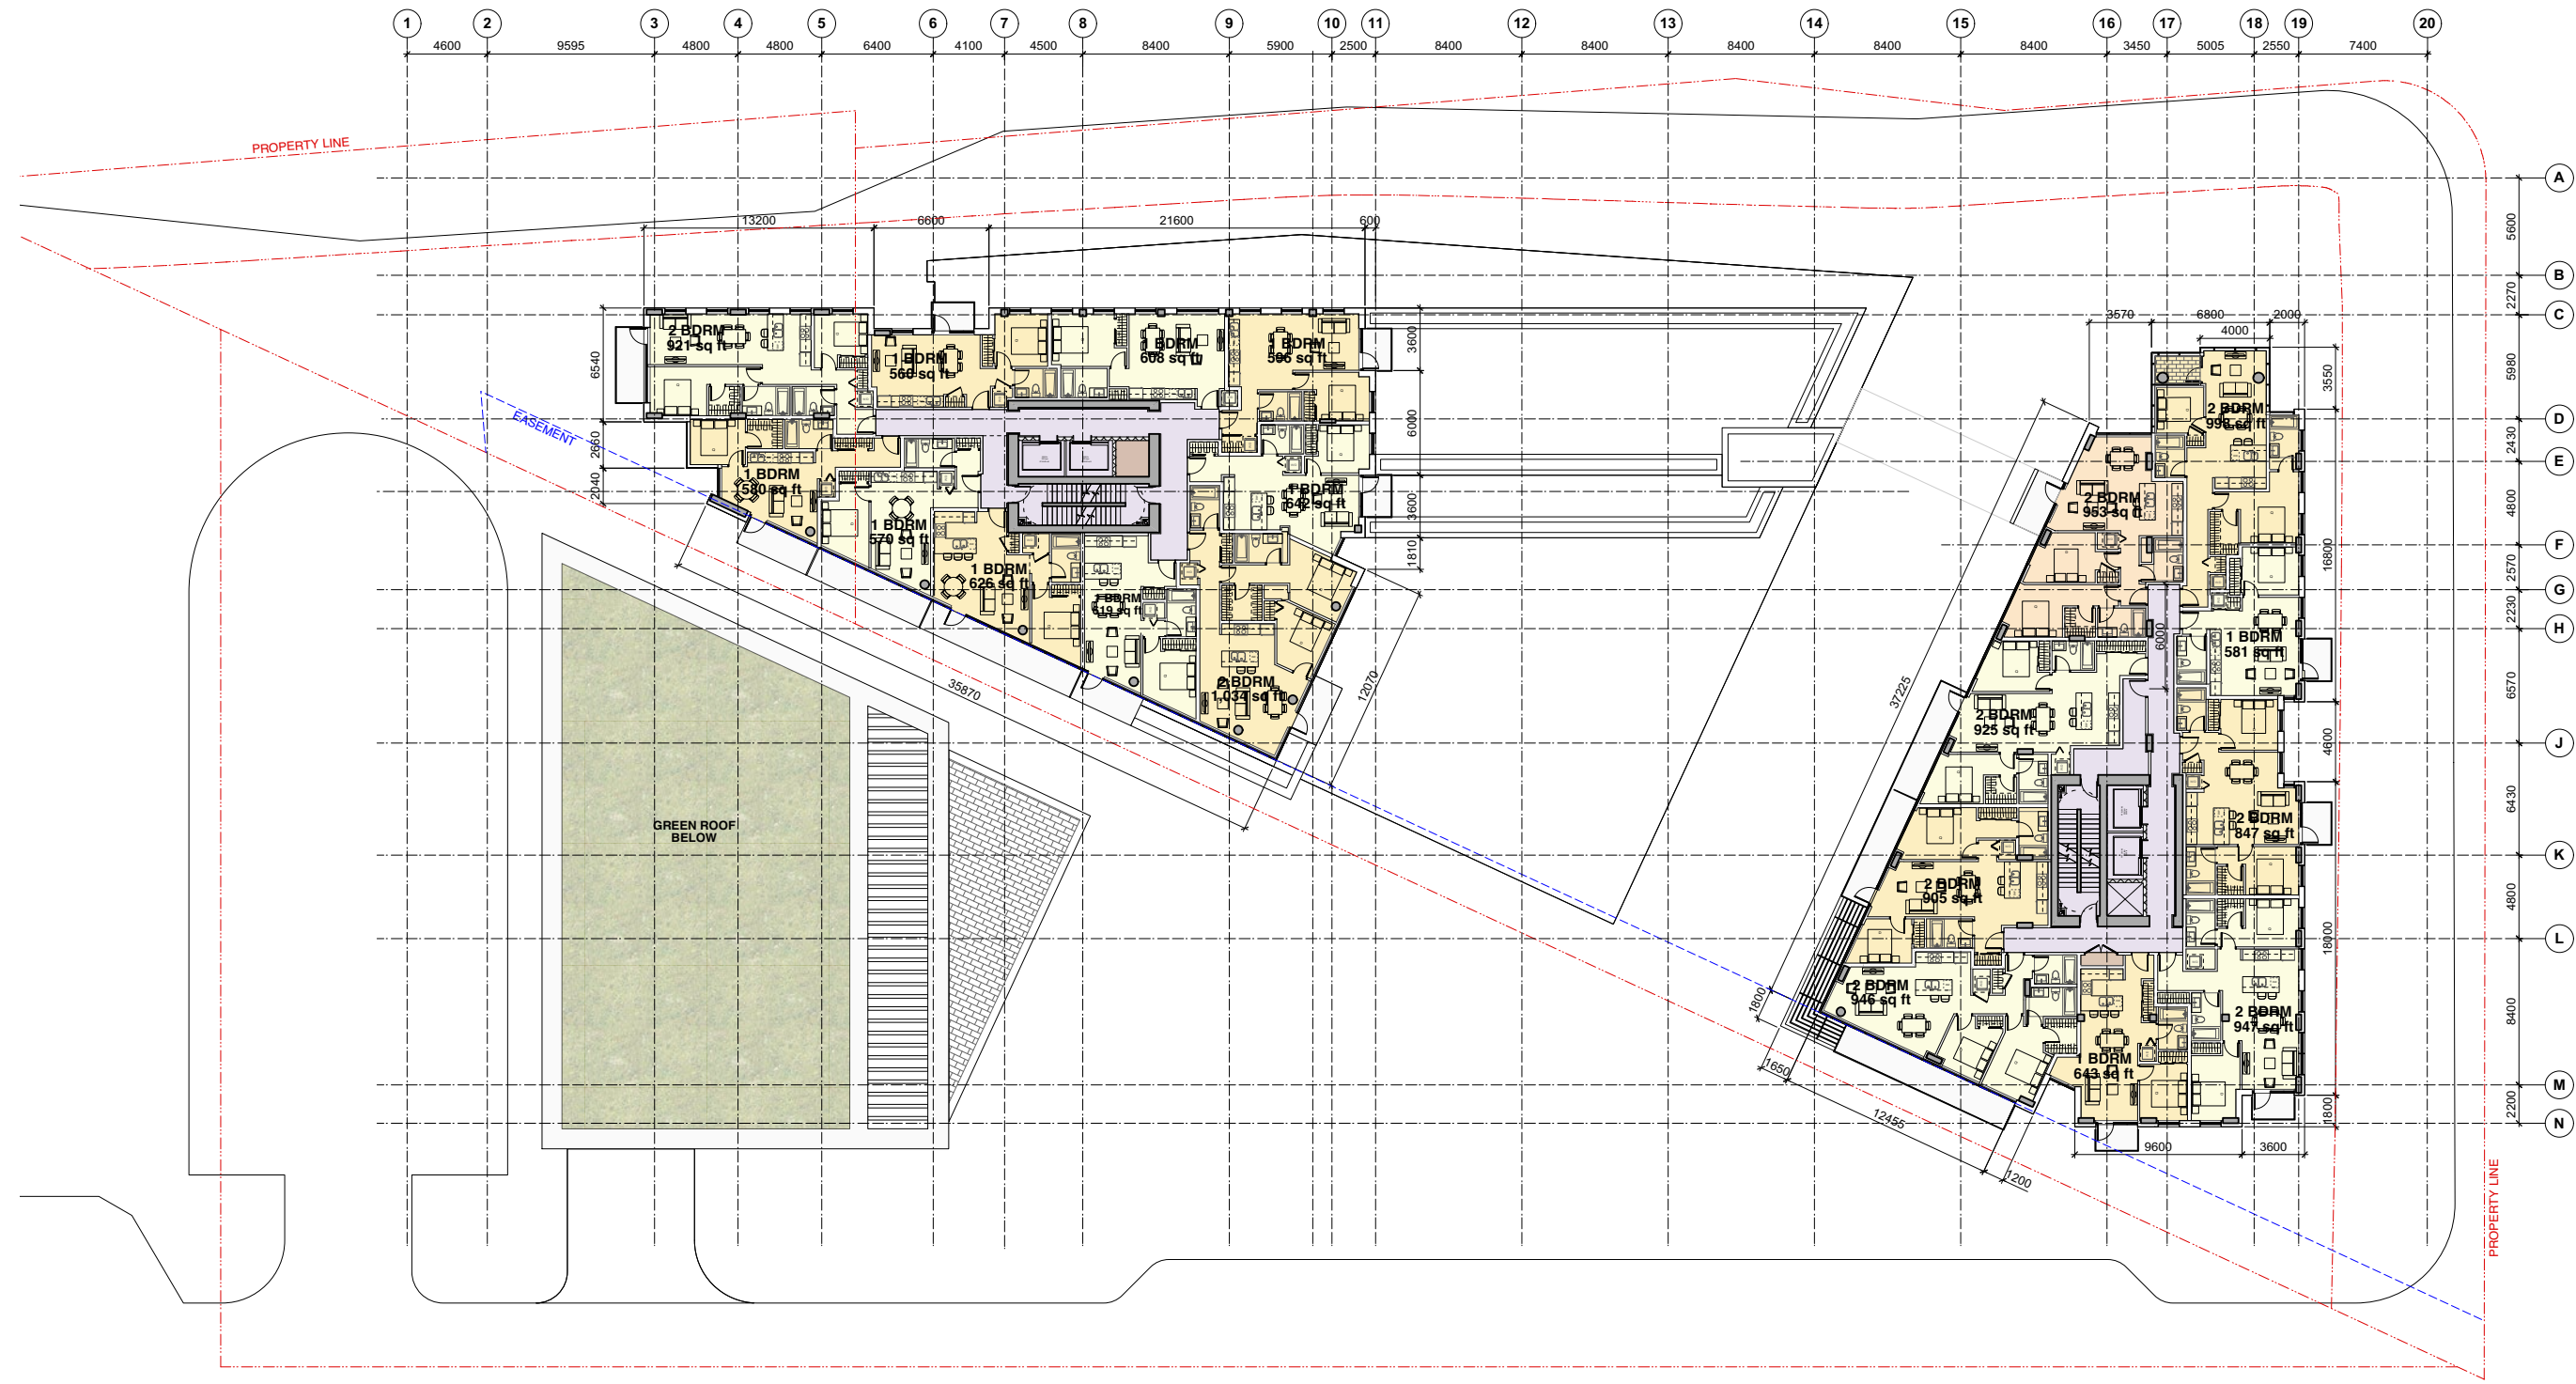 1 2 3 4 5 6 7 8 9 10 11 12 13 14 15 16 17 18 19 20
4600 9595 4800 4800 6400 4100 4500 8400 5900 2500 8400 8400 8400 8400 8400 3450 5005 2550 7400
PROPERTY LINE
A
5600
13200 6600 21600 600
B
2270
C
3570 6800 2000
4000
2 BDRM
921 sq ft
1 BDRM
560 sq ft
1 BDRM
608 sq ft
1 BDRM
596 sq ft
3600
6540
5980
3550
EASEMENT
2 BDRM
998 sq ft
D
6000
2660
2430
E
1 BDRM
580 sq ft
2040
1 BDRM
642 sq ft
3600
2 BDRM
953 sq ft
4800
1 BDRM
570 sq ft
F
1810
16800
2570
1 BDRM
626 sq ft
G
1 BDRM
619 sq ft
2230
H
6000
1 BDRM
581 sq ft
35870
2 BDRM
1,034 sq ft
12070
37225
6570
2 BDRM
925 sq ft
J
4600
GREEN ROOF
BELOW
2 BDRM
847 sq ft
6430
K
2 BDRM
905 sq ft
4800
L
18000
2 BDRM
946 sq ft
1800
2 BDRM
947 sq ft
8400
1650
1 BDRM
643 sq ft
M
12455
1800
2200
N
9600 3600
1200
PROPERTY LINE